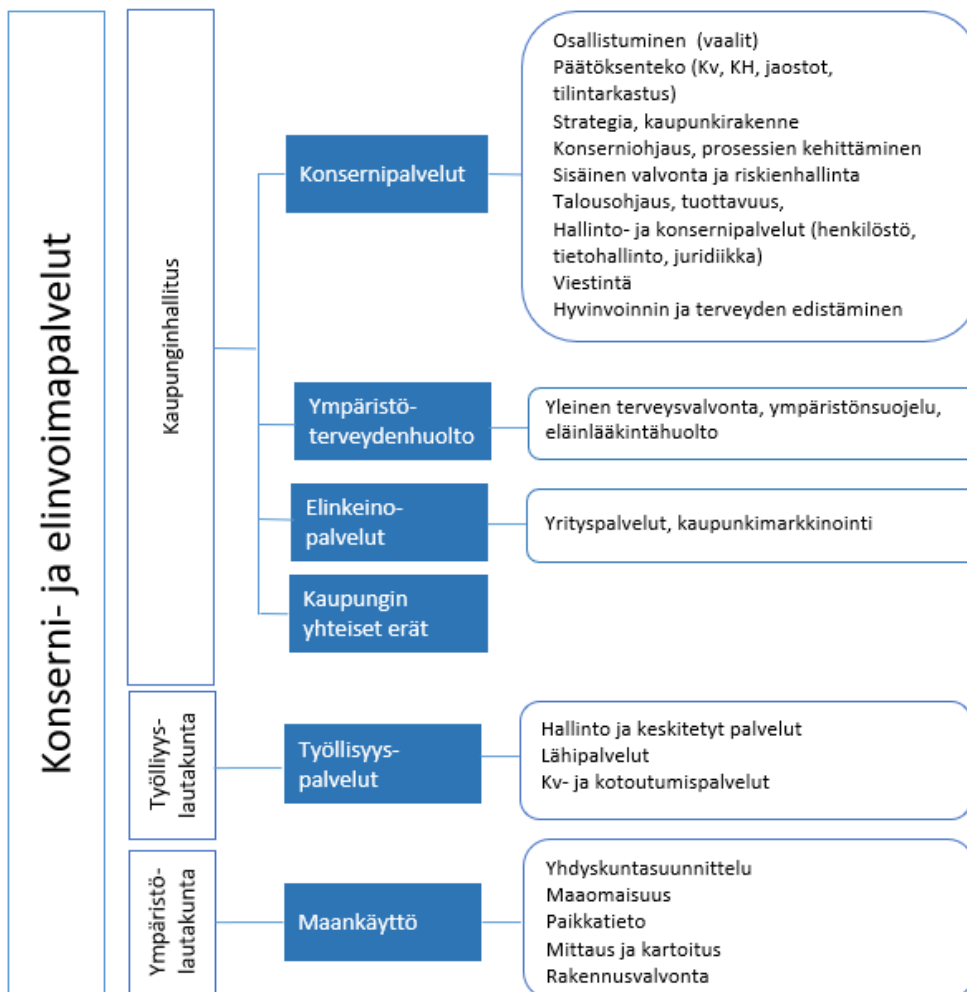 Konserni- ja elinvoimapalvelut
Kaupunginhallitus
Konsernipalvelut
Osallistuminen (vaalit)
Päätöksenteko (Kv, KH, jaostot,
tilintarkastus)
Strategia, kaupunkirakenne
Konserniohjaus, prosessien kehittäminen
Sisäinen valvonta ja riskienhallinta
Talousohjaus, tuottavuus,
Hallinto- ja konsernipalvelut (henkilöstö,
tietohallinto, juridiikka)
Viestintä
Hyvinvoinnin ja terveyden edistäminen
Ympäristö-
terveydenhuolto
Yleinen terveysvalvonta, ympäristönsuojelu,
eläinlääkintähuolto
Elinkeino-
palvelut
Yrityspalvelut, kaupunkimarkkinointi
Kaupungin
yhteiset erät
Työlliyys-
lautakunta
Työllisyys-
palvelut
Hallinto ja keskitetyt palvelut
Lähipalvelut
Kv- ja kotoutumispalvelut
Ympäristö-
lautakunta
Maankäyttö
Yhdyskuntasuunnittelu
Maaomaisuus
Paikkatieto
Mittaus ja kartoitus
Rakennusvalvonta